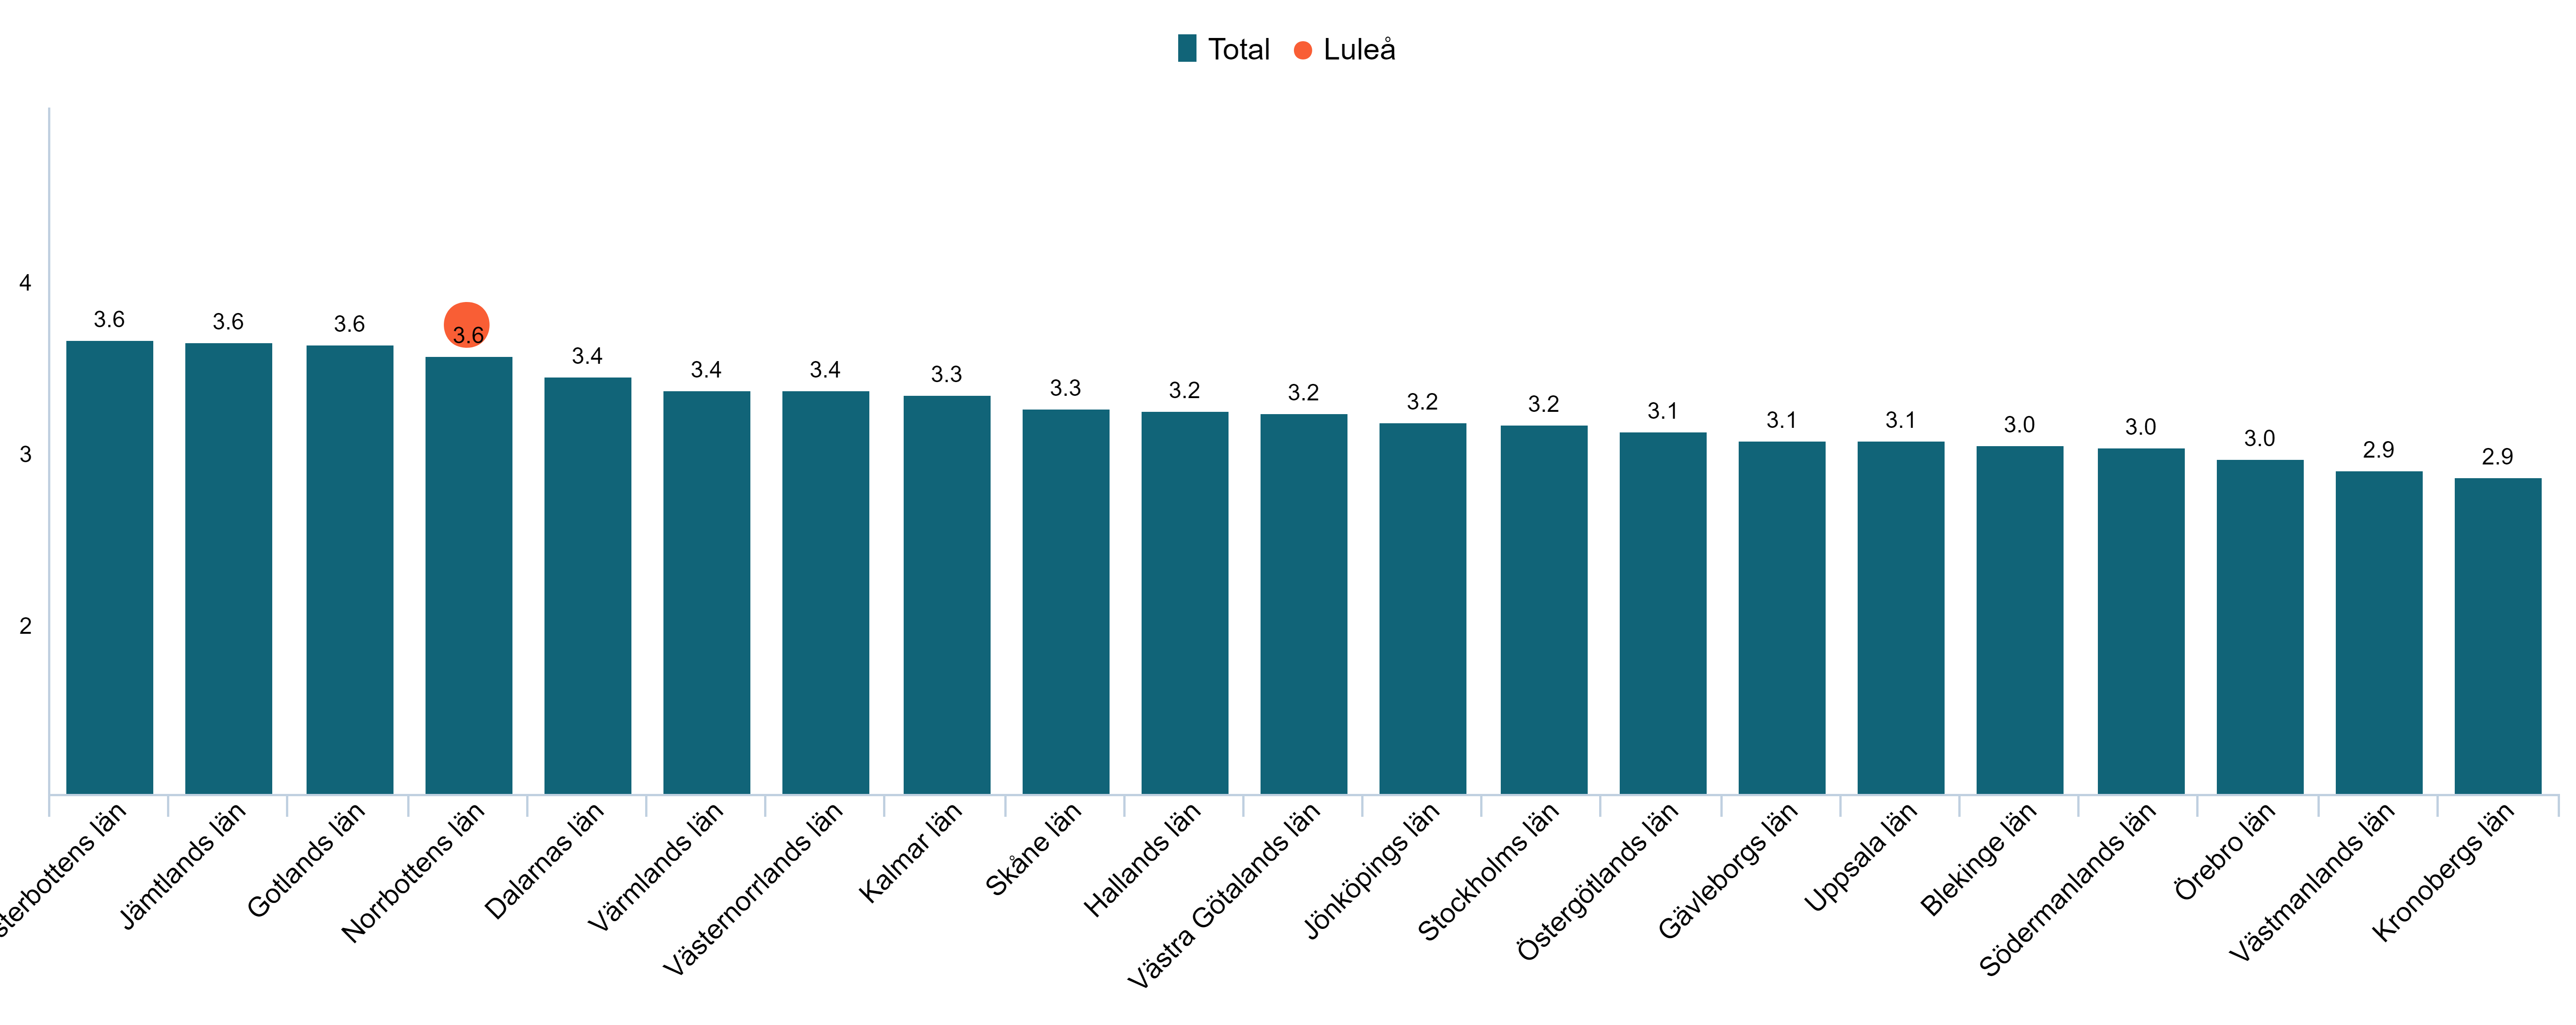 Total Luleå
4
3
2
3.6 3.6 3.6 3.6 3.4 3.4 3.4 3.3 3.3 3.2 3.2 3.2 3.2 3.1 3.1 3.1 3.0 3.0 3.0 2.9 2.9
sterbottens län
Jämtlands län
Gotlands län
Norrbottens län
Dalarnas län
Värmlands län
Västernorrlands län
Kalmar län
Skåne län
Hallands län
Västra Götalands län
Jönköpings län
Stockholms län
Östergötlands län
Gävleborgs län
Uppsala län
Blekinge län
Södermanlands län
Örebro län
Västmanlands län
Kronobergs län